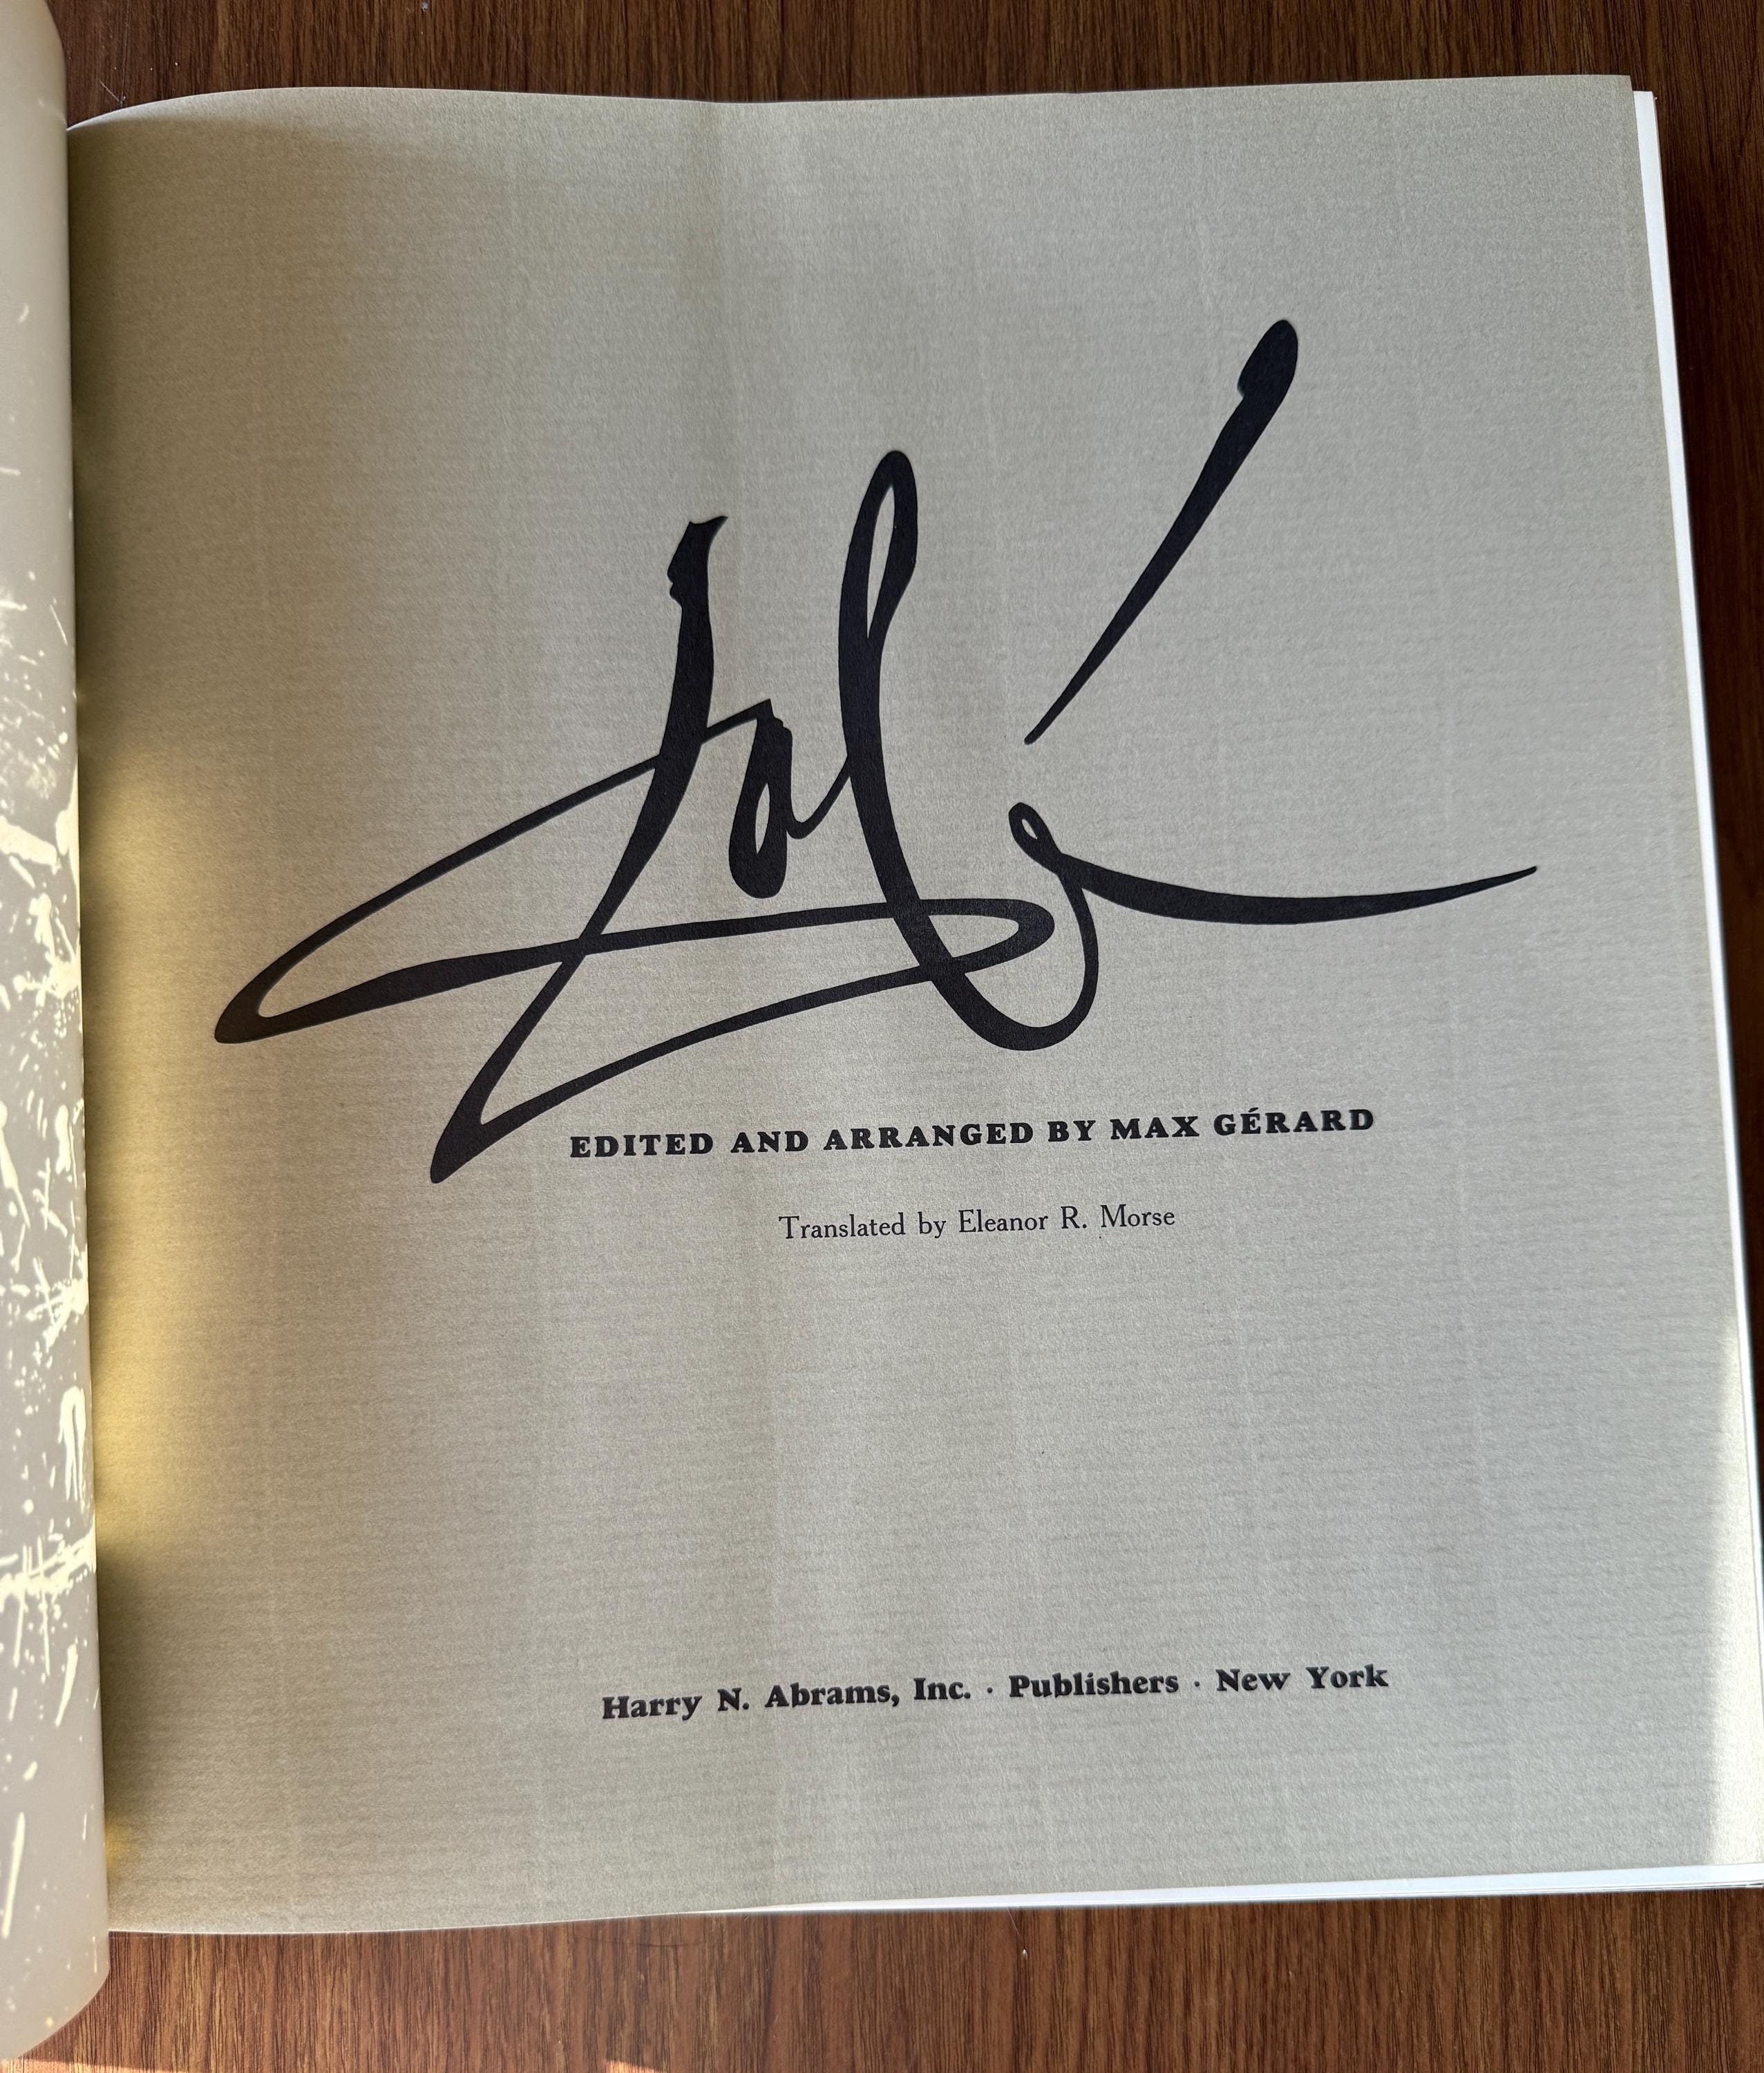 Dalí
EDITED AND ARRANGED BY MAX GÉRARD
Translated by Eleanor R. Morse
Harry N. Abrams, Inc. · Publishers · New York